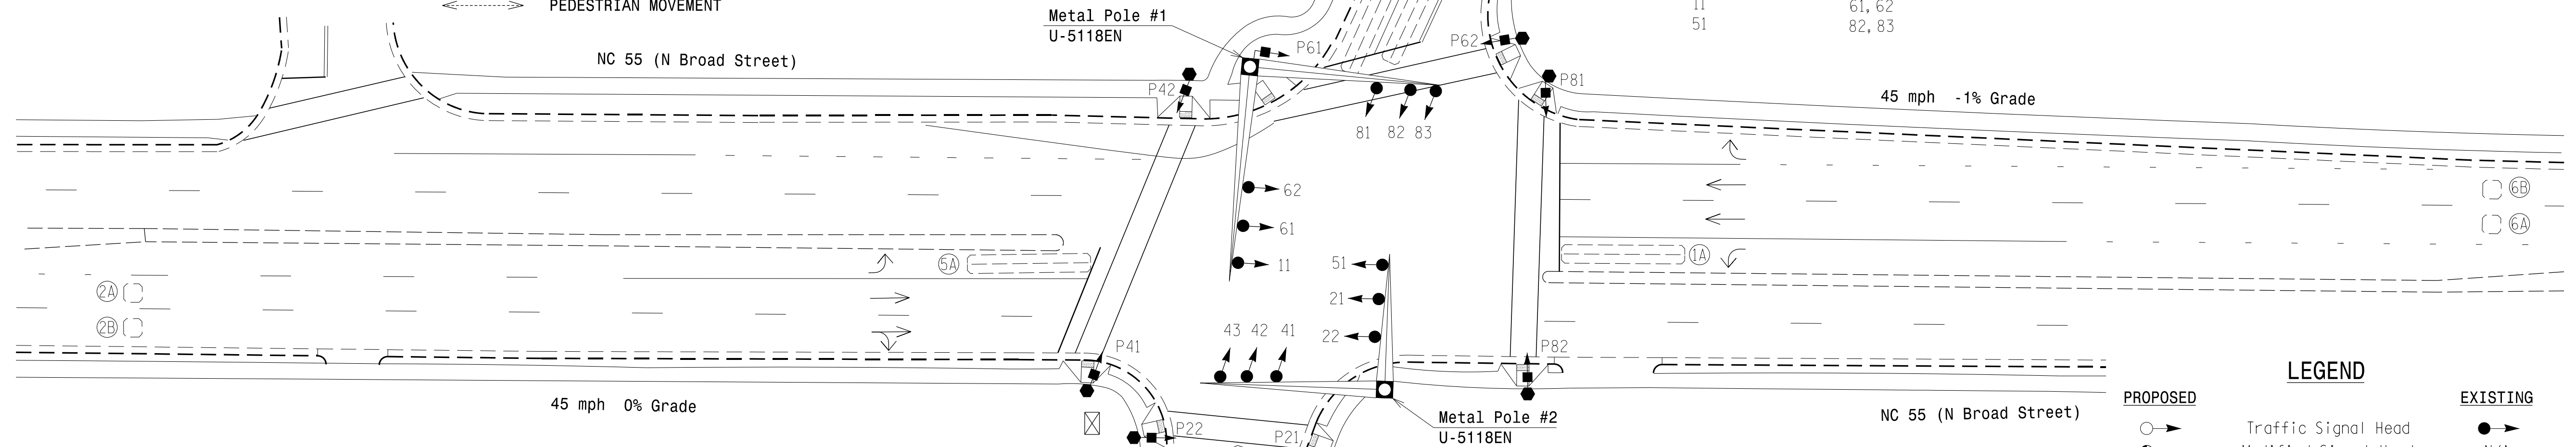 PEDESTRIAN MOVEMENT
Metal Pole #1
U-5118EN
NC 55 (N Broad Street)
P61
P62
11
61, 62
51
82, 83
P42
P81
45 mph -1% Grade
81 82 83
62
61
11
6B
6A
5A
1A
51
21
22
2A
2B
43 42 41
P41
P82
45 mph 0% Grade
P22
P21
Metal Pole #2
U-5118EN
NC 55 (N Broad Street)
LEGEND
PROPOSED
EXISTING
Traffic Signal Head